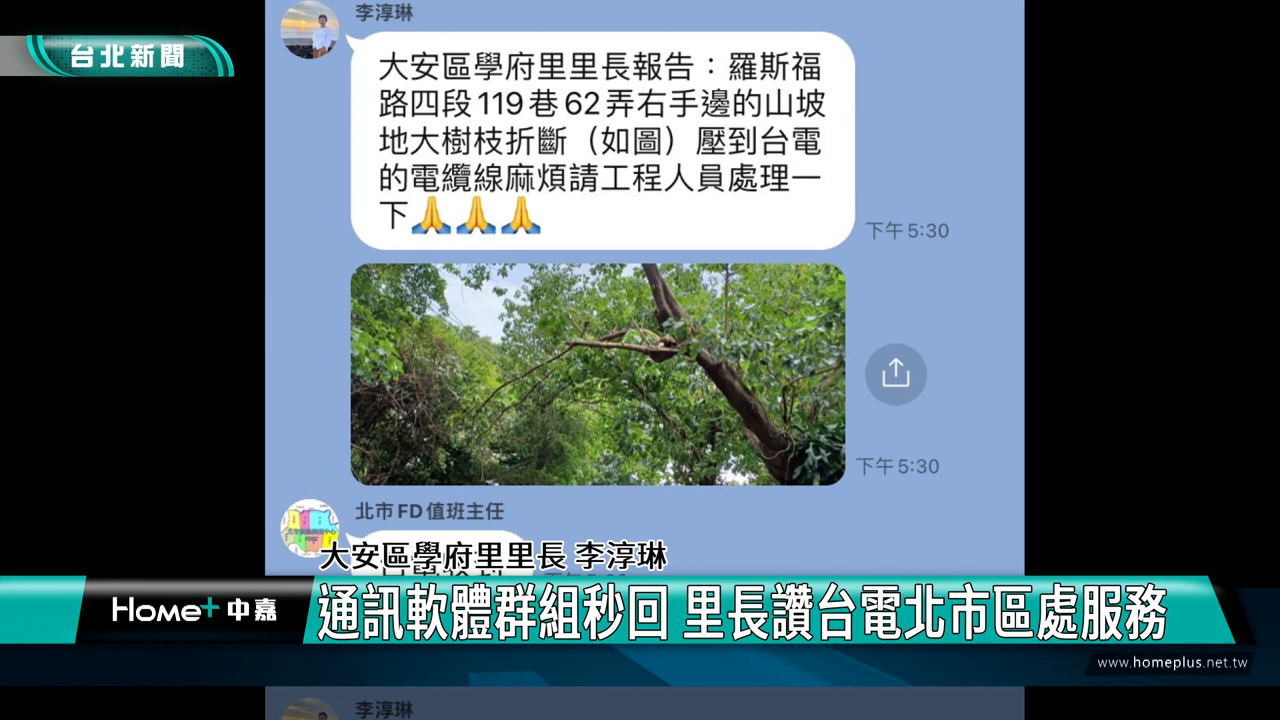 台北新聞
李淳琳
大安區學府里里長報告：羅斯福
路四段119巷62弄右手邊的山坡
地大樹枝折斷（如圖）壓到台電
的電纜線麻煩請工程人員處理一
下🙏🙏🙏
下午5:30
下午5:30
北市FD值班主任
大安區學府里里長 李淳琳
Home+中嘉
通訊軟體群組秒回 里長讚台電北市區處服務
www.homeplus.net.tw
李淳琳